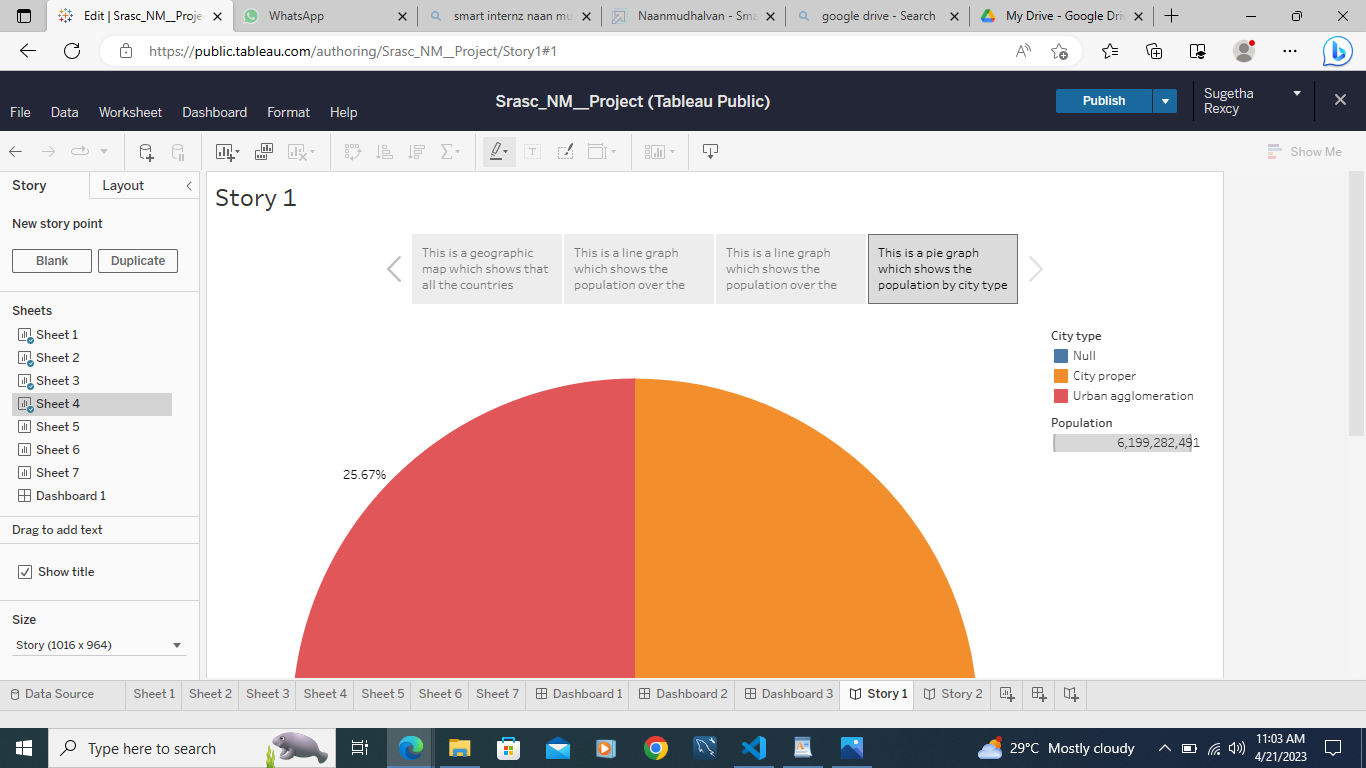 Edit | Srasc_NM__Proje
WhatsApp
smart internz naan mu
Naanmudhalvan - Sma
google drive - Search
My Drive - Google Dri
https://public.tableau.com/authoring/Srasc_NM__Project/Story1#1
File Data Worksheet Dashboard Format Help
Srasc_NM__Project (Tableau Public)
Publish
Sugetha
Rexcy
Show Me
Story Layout
New story point
Blank Duplicate
Sheets
Sheet 1
Sheet 2
Sheet 3
Sheet 4
Sheet 5
Sheet 6
Sheet 7
Dashboard 1
Drag to add text
Show title
Size
Story (1016 x 964)
Story 1
This is a geographic
map which shows that
all the countries
This is a line graph
which shows the
population over the
This is a line graph
which shows the
population over the
This is a pie graph
which shows the
population by city type
City type
Null
City proper
Urban agglomeration
Population
6,199,282,491
25.67%
Data Source Sheet 1 Sheet 2 Sheet 3 Sheet 4 Sheet 5 Sheet 6 Sheet 7 Dashboard 1 Dashboard 2 Dashboard 3 Story 1 Story 2
Type here to search
29°C Mostly cloudy
11:03 AM
4/21/2023